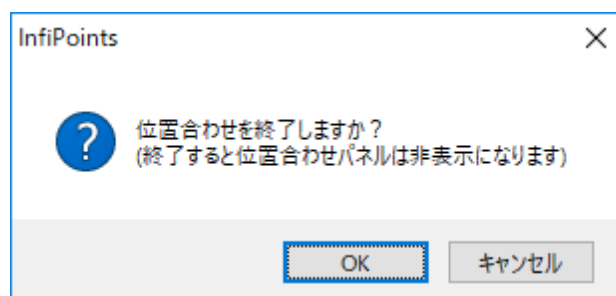 InfiPoints
位置合わせを終了しますか？
(終了すると位置合わせパネルは非表示になります)
OK
キャンセル